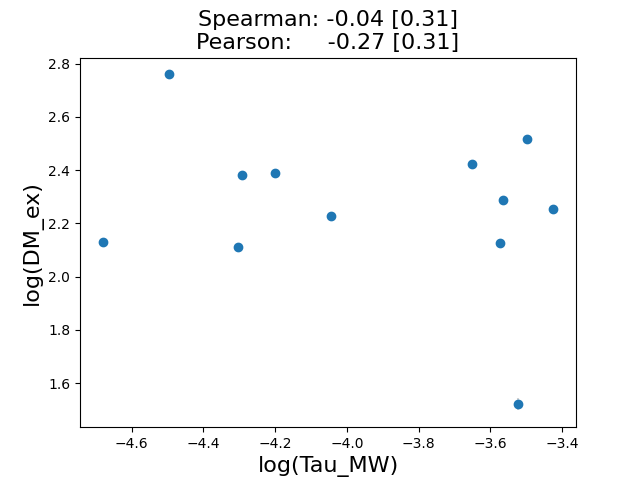 Spearman: -0.04 [0.31]
Pearson: -0.27 [0.31]
log(DM_ex)
2.8
2.6
2.4
2.2
2.0
1.8
1.6
−4.6 −4.4 −4.2 −4.0 −3.8 −3.6 −3.4
log(Tau_MW)